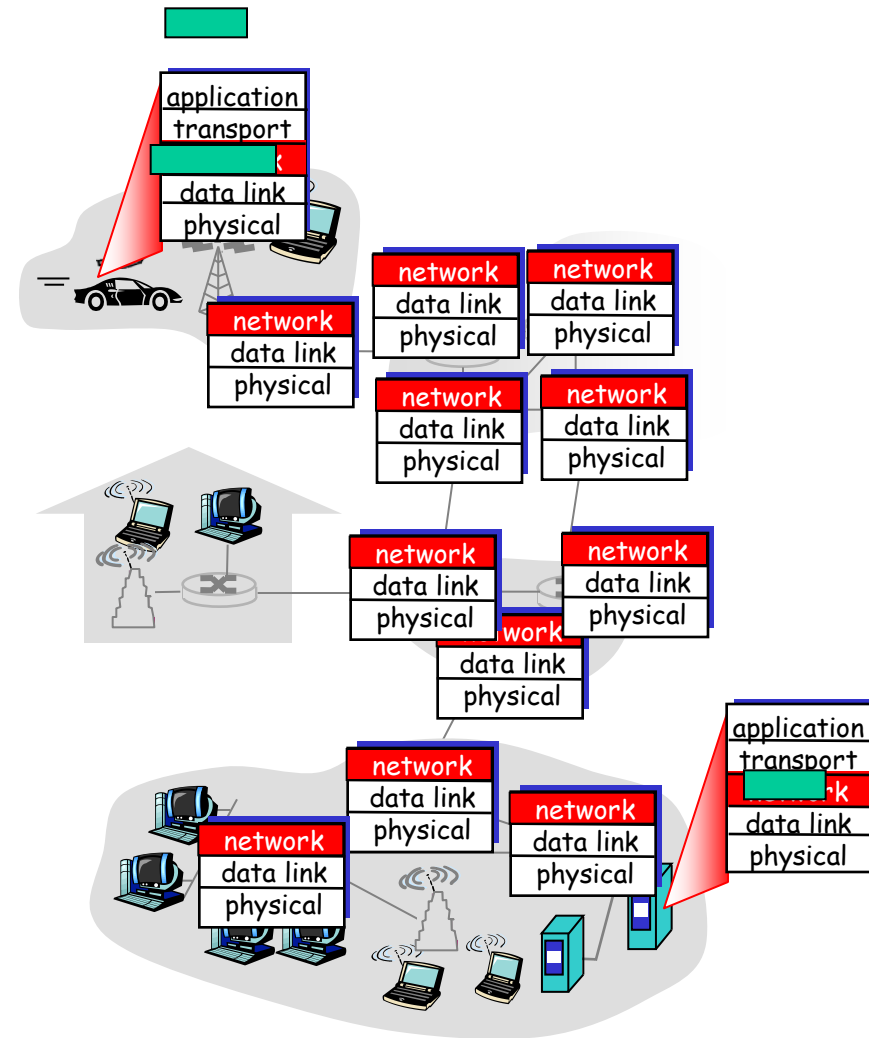 application
transport
data link
physical
network
data link
physical
network
data link
physical
network
data link
physical
network
data link
physical
network
data link
physical
network
data link
physical
network
data link
physical
work
data link
physical
application
transport
data link
physical
network
data link
physical
network
data link
physical
network
data link
physical